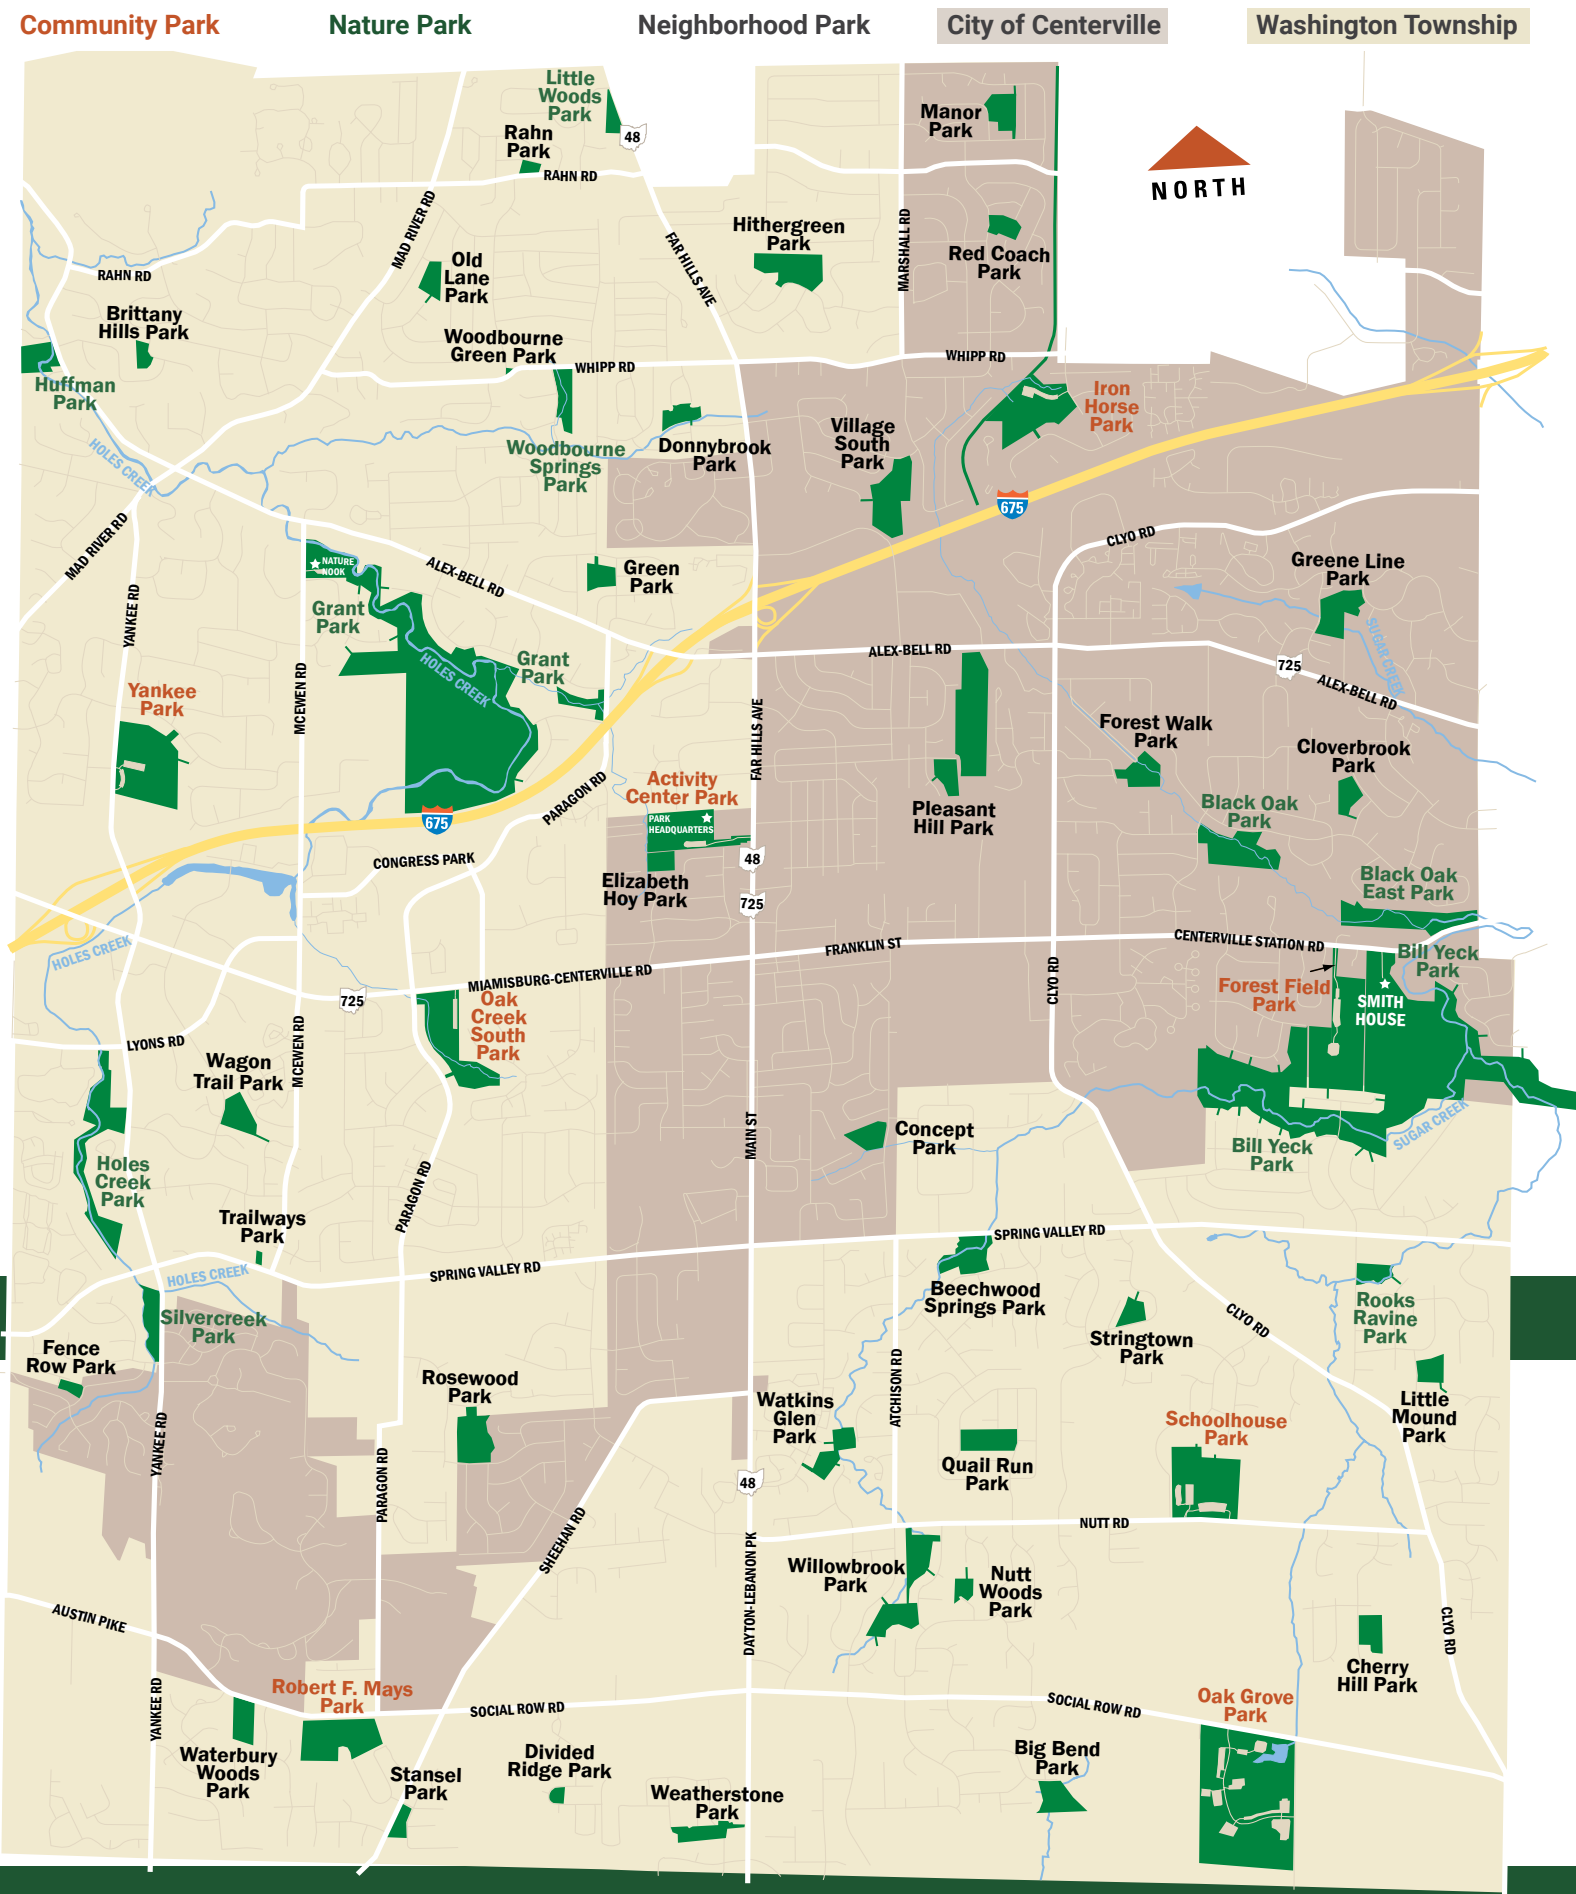 Community Park
Nature Park
Neighborhood Park
City of Centerville
Washington Township
Little
Woods
Park
Rahn
Park
48
RAHN RD
Manor
Park
NORTH
MAD RIVER RD
Hithergreen
Park
FAR HILLS AVE
MARSHALL RD
Red Coach
Park
RAHN RD
Old
Lane
Park
Brittany
Hills Park
Woodbourne
Green Park
WHIPP RD
WHIPP RD
Huffman
Park
Iron
Horse
Park
Village
South
Park
HOLES CREEK
Woodbourne
Springs
Park
Donnybrook
Park
675
CLYO RD
MAD RIVER RD
NATURE
NOOK
ALEX-BELL RD
Green
Park
Greene Line
Park
YANKEE RD
Grant
Park
HOLES CREEK
Grant
Park
ALEX-BELL RD
SUGAR CREEK
725
ALEX-BELL RD
MCEWEN RD
Yankee
Park
FAR HILLS AVE
Forest Walk
Park
Cloverbrook
Park
Activity
Center Park
PARAGON RD
PARK
HEADQUARTERS
675
Pleasant
Hill Park
Black Oak
Park
CONGRESS PARK
48
Elizabeth
Hoy Park
725
Black Oak
East Park
HOLES CREEK
FRANKLIN ST
CENTERVILLE STATION RD
Bill Yeck
Park
MIAMISBURG-CENTERVILLE RD
725
CLYO RD
Forest Field
Park
SMITH
HOUSE
Oak
Creek
South
Park
LYONS RD
MCEWEN RD
Wagon
Trail Park
MAIN ST
Concept
Park
SUGAR CREEK
Bill Yeck
Park
Holes
Creek
Park
PARAGON RD
Trailways
Park
SPRING VALLEY RD
SPRING VALLEY RD
HOLES CREEK
Beechwood
Springs Park
Rooks
Ravine
Park
Silvercreek
Park
CLYO RD
Stringtown
Park
Fence
Row Park
Rosewood
Park
ATCHISON RD
Watkins
Glen
Park
Little
Mound
Park
Schoolhouse
Park
YANKEE RD
PARAGON RD
Quail Run
Park
48
SHEEHAN RD
NUTT RD
DAYTON-LEBANON PK
Willowbrook
Park
Nutt
Woods
Park
AUSTIN PIKE
CLYO RD
Cherry
Hill Park
YANKEE RD
Robert F. Mays
Park
SOCIAL ROW RD
SOCIAL ROW RD
Oak Grove
Park
Waterbury
Woods
Park
Stansel
Park
Divided
Ridge Park
Weatherstone
Park
Big Bend
Park